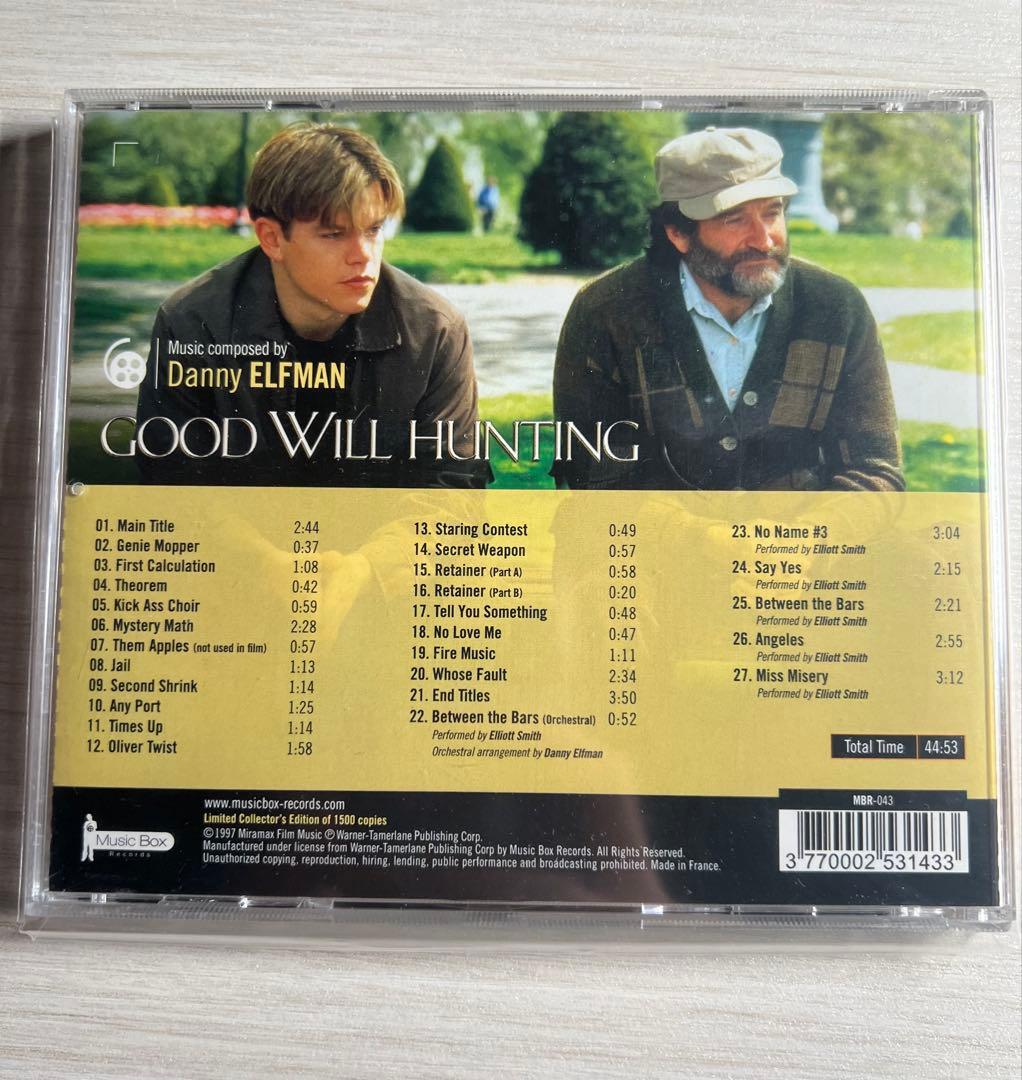 Music composed by
Danny ELFMAN
GOOD WILL HUNTING
01. Main Title 2:44
02. Genie Mopper 0:37
03. First Calculation 1:08
04. Theorem 0:42
05. Kick Ass Choir 0:59
06. Mystery Math 2:28
07. Them Apples (not used in film) 0:57
08. Jail 1:13
09. Second Shrink 1:14
10. Any Port 1:25
11. Times Up 1:14
12. Oliver Twist 1:58
13. Staring Contest 0:49
14. Secret Weapon 0:57
15. Retainer (Part A) 0:58
16. Retainer (Part B) 0:20
17. Tell You Something 0:48
18. No Love Me 0:47
19. Fire Music 1:11
20. Whose Fault 2:34
21. End Titles 3:50
22. Between the Bars (Orchestral) 0:52
Performed by Elliott Smith
Orchestral arrangement by Danny Elfman
23. No Name #3 3:04
Performed by Elliott Smith
24. Say Yes 2:15
Performed by Elliott Smith
25. Between the Bars 2:21
Performed by Elliott Smith
26. Angeles 2:55
Performed by Elliott Smith
27. Miss Misery 3:12
Performed by Elliott Smith
Total Time 44:53
Music Box
Records
www.musicbox-records.com
Limited Collector's Edition of 1500 copies
©1997 Miramax Film Music ℗Warner-Tamerlane Publishing Corp.
Manufactured under license from Warner-Tamerlane Publishing Corp by Music Box Records. All Rights Reserved.
Unauthorized copying, reproduction, hiring, lending, public performance and broadcasting prohibited. Made in France.
MBR-043
3 770002 531433